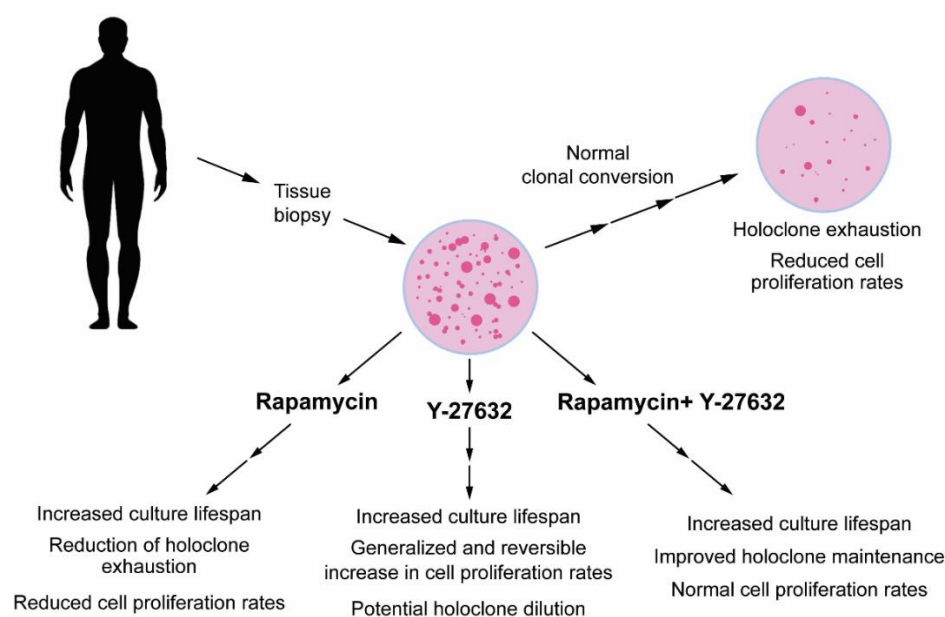 Tissue
biopsy
Normal
clonal conversion
Holoclone exhaustion
Reduced cell
proliferation rates
Rapamycin
Y-27632
Rapamycin+ Y-27632
Increased culture lifespan
Reduction of holoclone
exhaustion
Reduced cell proliferation rates
Increased culture lifespan
Generalized and reversible
increase in cell proliferation rates
Potential holoclone dilution
Increased culture lifespan
Improved holoclone maintenance
Normal cell proliferation rates